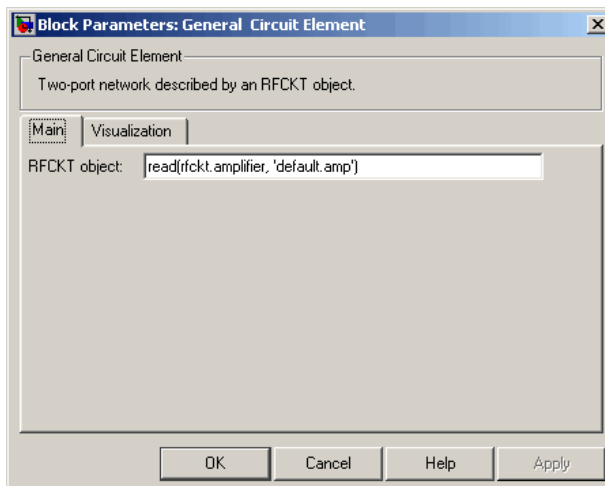 Block Parameters: General Circuit Element
General Circuit Element
Two-port network described by an RFCKT object.
Main Visualization
RFCKT object: read(rfckt.amplifier, 'default.amp')
OK Cancel Help Apply